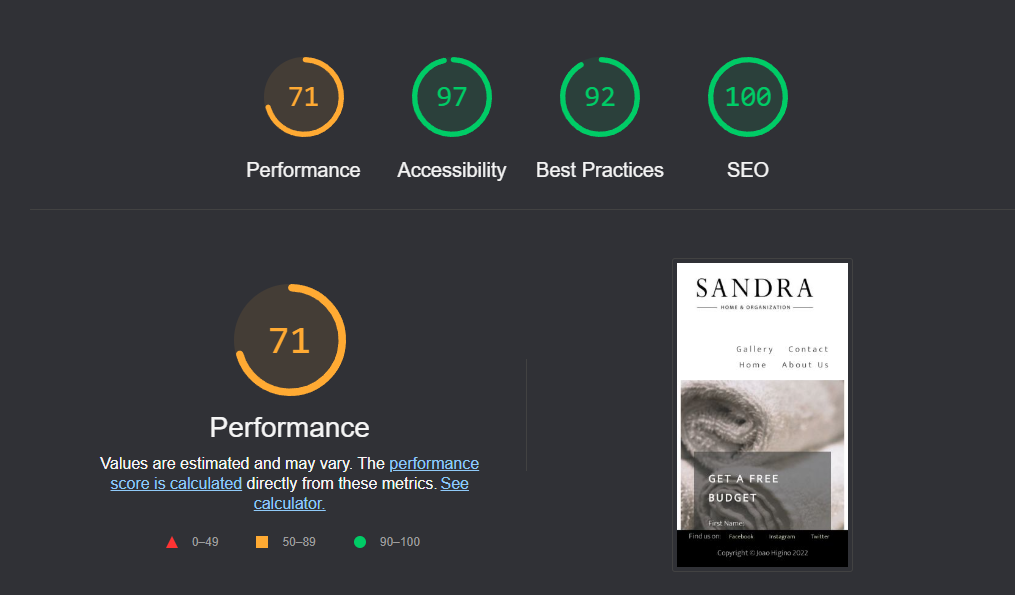 71 97 92 100
Performance Accessibility Best Practices SEO
71
Performance
Values are estimated and may vary. The performance
score is calculated directly from these metrics. See
calculator.
0–49 50–89 90–100
SANDRA
HOME & ORGANIZATION
Gallery Contact
Home About Us
GET A FREE
BUDGET
First Name:
Find us on: Facebook Instagram Twitter
Copyright © Joao Higino 2022